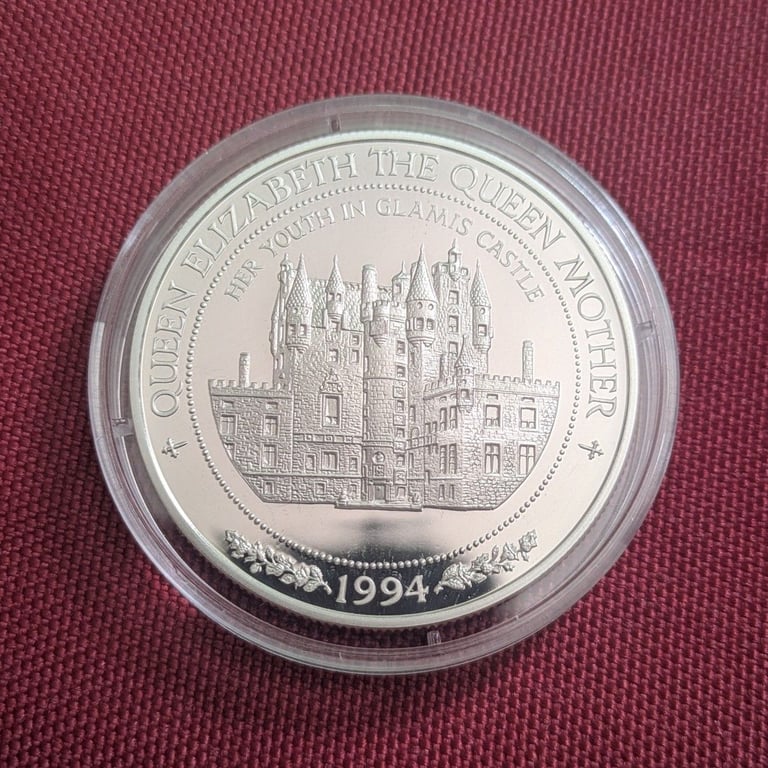 QUEEN ELIZABETH THE QUEEN MOTHER
HER YOUTH IN GLAMIS CASTLE
1994